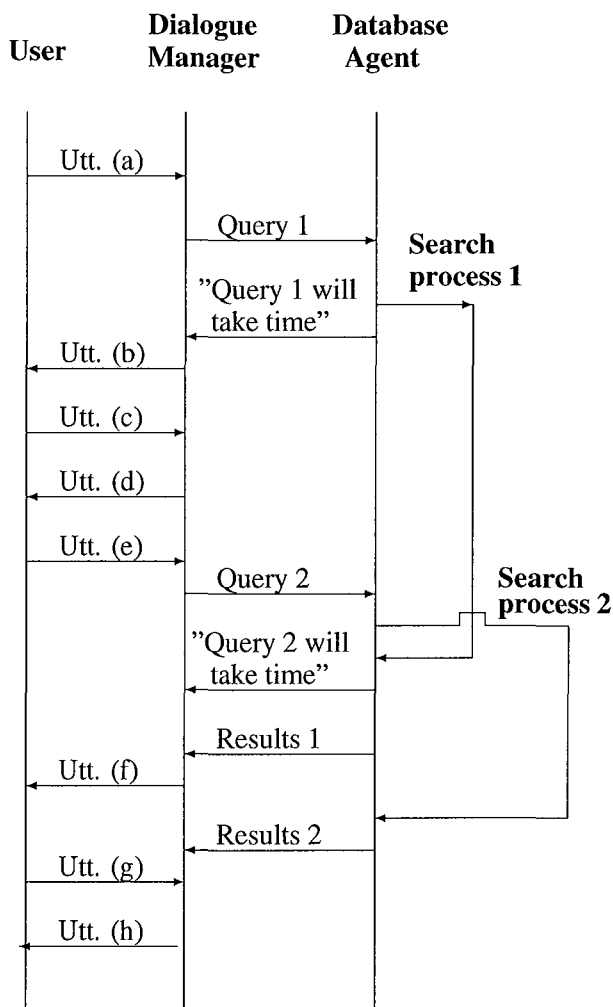 User
Dialogue
Manager
Database
Agent
Utt. (a)
Query 1
Search
process 1
”Query 1 will
take time”
Utt. (b)
Utt. (c)
Utt. (d)
Utt. (e)
Query 2
Search
process 2
”Query 2 will
take time”
Results 1
Utt. (f)
Results 2
Utt. (g)
Utt. (h)